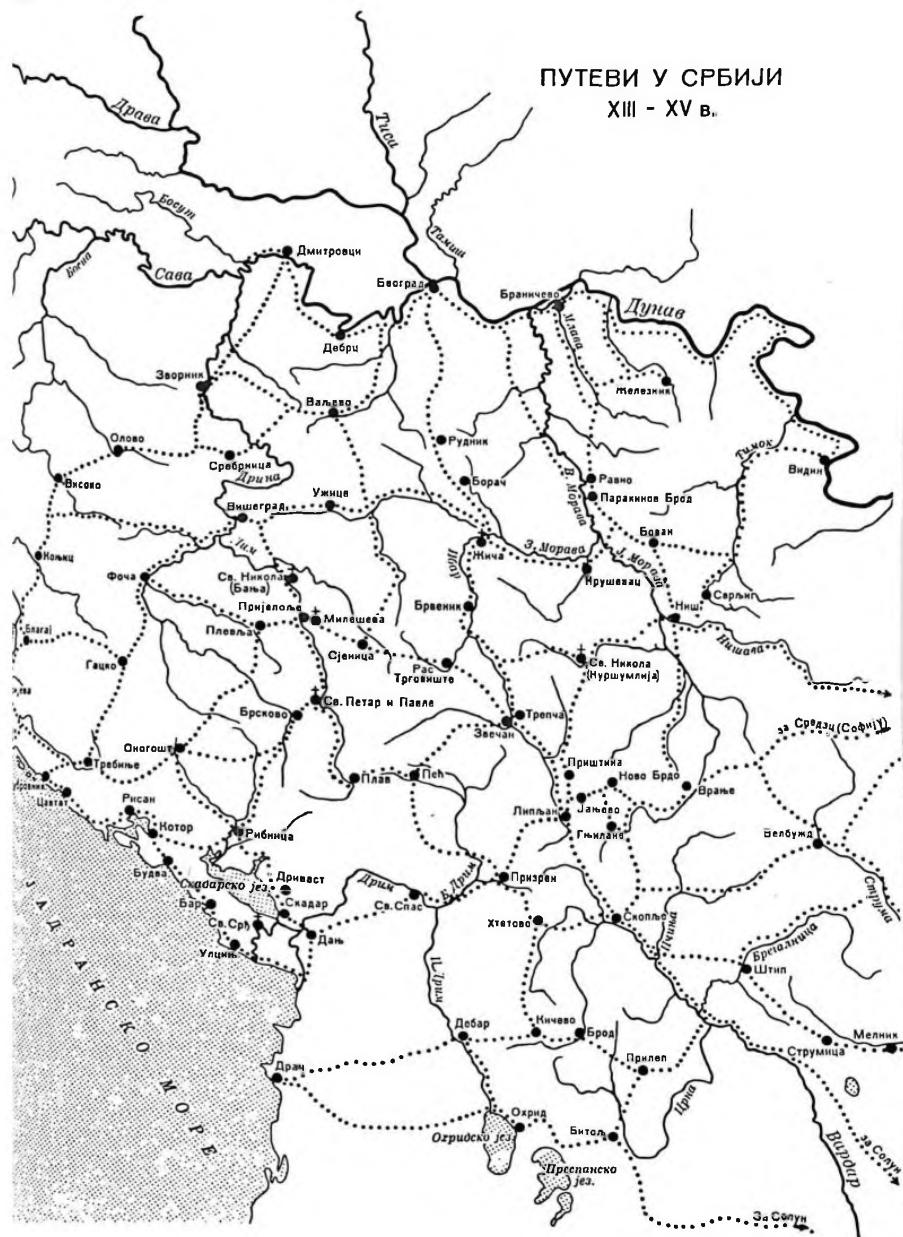 ПУТЕВИ У СРБИЈИ
XIII - XV в.
Драва
Тиса
Босут
Тамиш
Босна
Сава
Дмитровци
Београд
Браничево
Дунав
Млава
Дебрц
Зворник
Железник
Ваљево
Олово
Рудник
Тимок
Сребрница
Видин
Високо
Дрина
Борач
В. Морава
Равно
Паракинов Брод
Ужице
Вишеград
Бован
Лим
Жича
З. Морава
Ј. Морава
Коњиц
Ибар
Фоча
Св. Никола
(Бања)
Крушевац
Сврљиг
Пријепоље
Милешева
Брвеник
Ниш
Благај
Плевља
Сјеница
Нишава
Гацко
Рас
Трговиште
Св. Никола
(Куршумлија)
Св. Петар и Павле
Брсково
Трепча
Звечан
за Средец (Софију)
Оногошт
Требиње
Плав
Пећ
Приштина
Ново Брдо
Врање
Цавтат
Рисан
Јањево
Липљан
Гњилане
Котор
Рибница
Велбужд
Будва
Скадарско јез.
Дриваст
Дрим
Призрен
Б. Дрим
Св. Спас
Струма
Бар
Скадар
Хтетово
Скопље
Св. Срђ
Пчиња
Улцињ
Дањ
Брегалница
Штип
Ц. Дрим
Дебар
Кичево
Брод
Мелник
Струмица
Прилеп
Драч
Црна
ЈАДРАНСКО МОРЕ
Охрид
Битољ
Охридско јез.
Вардар
за Солун
Преспанско
јез.
За Солун